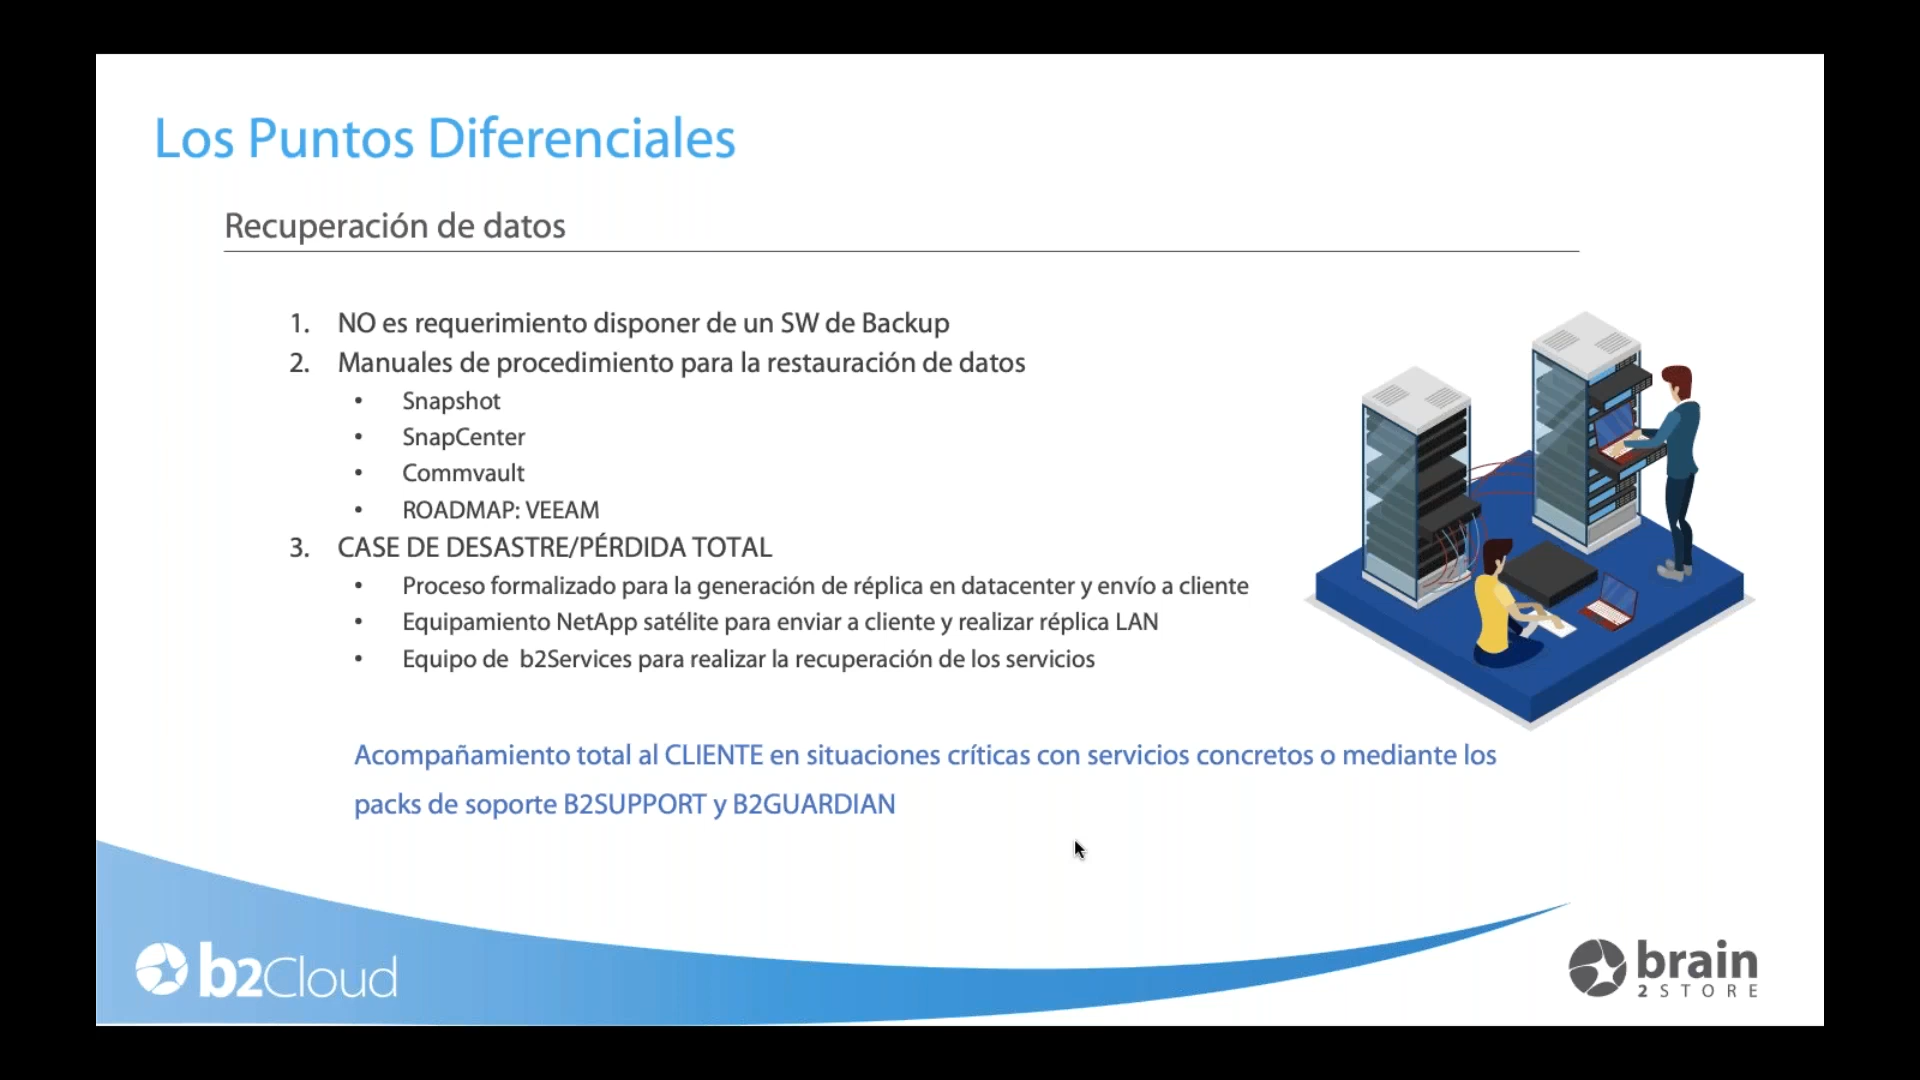 Los Puntos Diferenciales
Recuperación de datos
1. NO es requerimiento disponer de un SW de Backup
2. Manuales de procedimiento para la restauración de datos
• Snapshot
• SnapCenter
• Commvault
• ROADMAP: VEEAM
3. CASE DE DESASTRE/PÉRDIDA TOTAL
• Proceso formalizado para la generación de réplica en datacenter y envío a cliente
• Equipamiento NetApp satélite para enviar a cliente y realizar réplica LAN
• Equipo de b2Services para realizar la recuperación de los servicios
Acompañamiento total al CLIENTE en situaciones críticas con servicios concretos o mediante los
packs de soporte B2SUPPORT y B2GUARDIAN
b2Cloud
brain
2 STORE